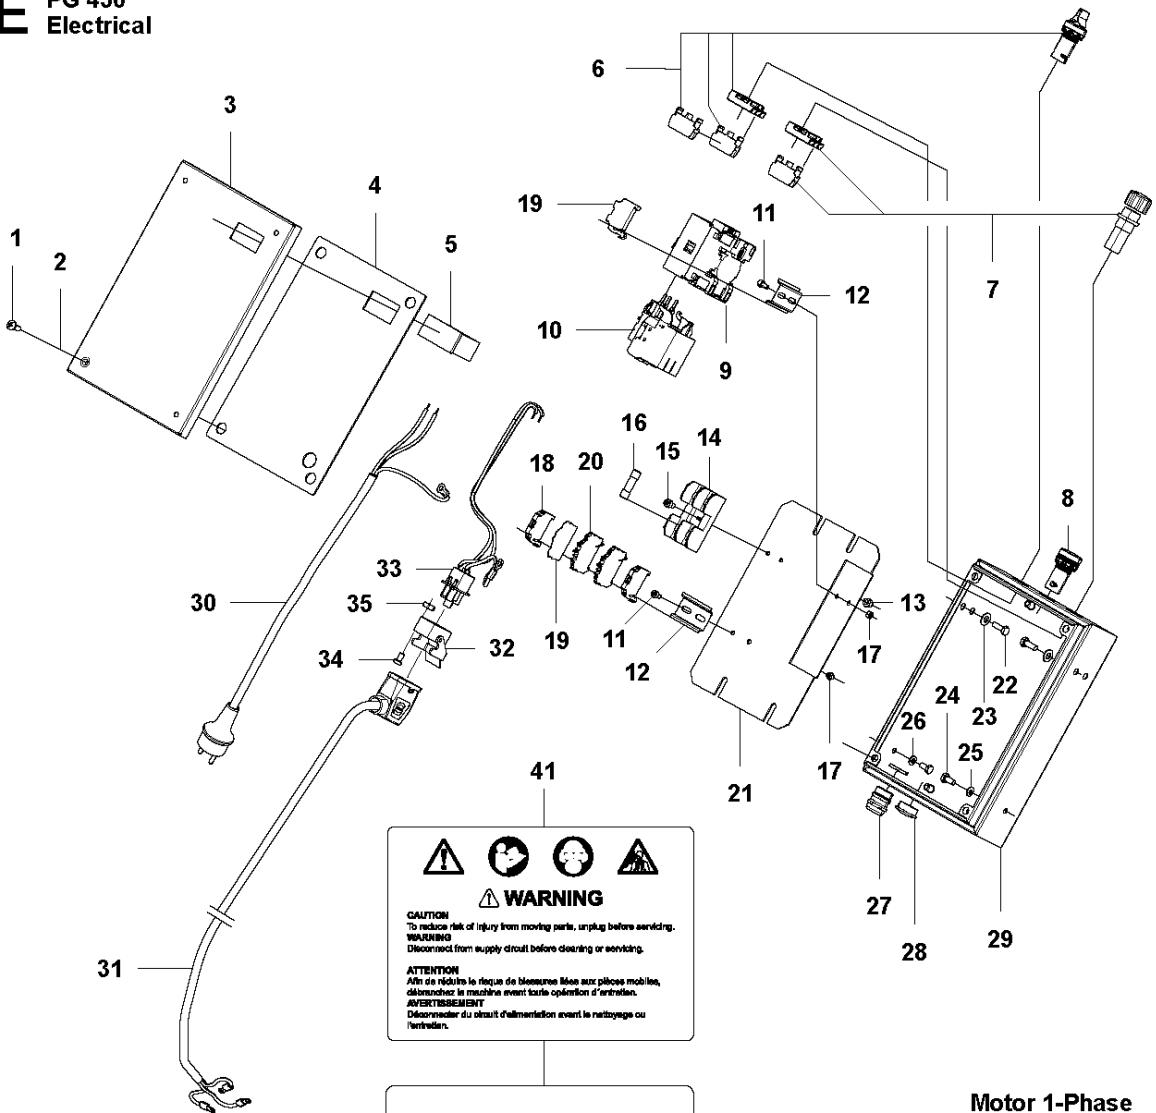 E PG 450
Electrical
6
3
4
19
11
1
5
2
7
12
10
9
16
14
15
18
20
8
33
30
35
13
19
11
32
17
34
12
22
24
23
26
25
41
21
17
WARNING
27
CAUTION
To reduce risk of injury from moving parts, unplug before servicing.
WARNING
28
29
Disconnect from supply circuit before cleaning or servicing.
31
ATTENTION
Afin de réduire le risque de blessures liées aux pièces mobiles,
débranchez la machine avant toute opération d'entretien.
AVERTISSEMENT
Déconnecter du circuit d'alimentation avant le nettoyage ou
l'entretien.
Motor 1-Phase